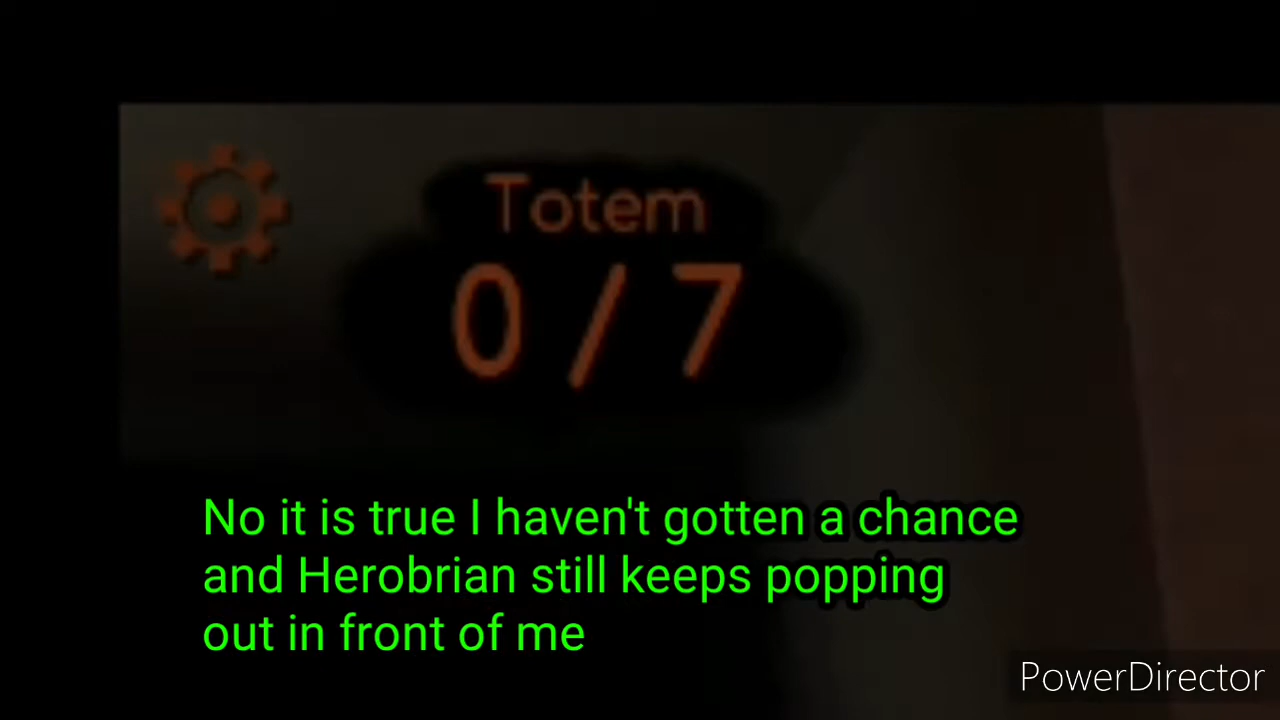 Totem
0 / 7
No it is true I haven't gotten a chance
and Herobrian still keeps popping
out in front of me
PowerDirector